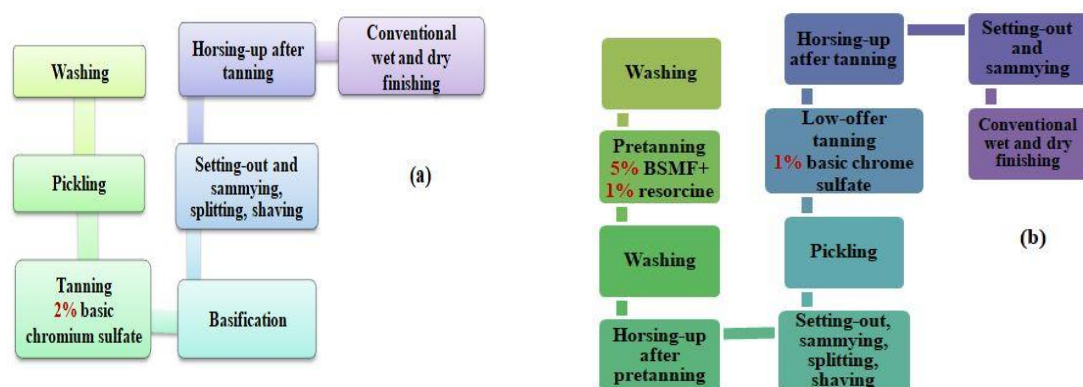 Washing
Pickling
Tanning
2% basic
chromium sulfate
Basification
Setting-out and
sammying,
splitting, shaving
Horsing-up after
tanning
Conventional
wet and dry
finishing
(a)
Washing
Pretanning
5% BSMF+
1% resorcine
Washing
Horsing-up
after
pretanning
Setting-out,
sammying,
splitting,
shaving
Pickling
Low-offer
tanning
1% basic chrome
sulfate
Horsing-up
atfer tanning
Setting-out
and
sammying
Conventional
wet and dry
finishing
(b)